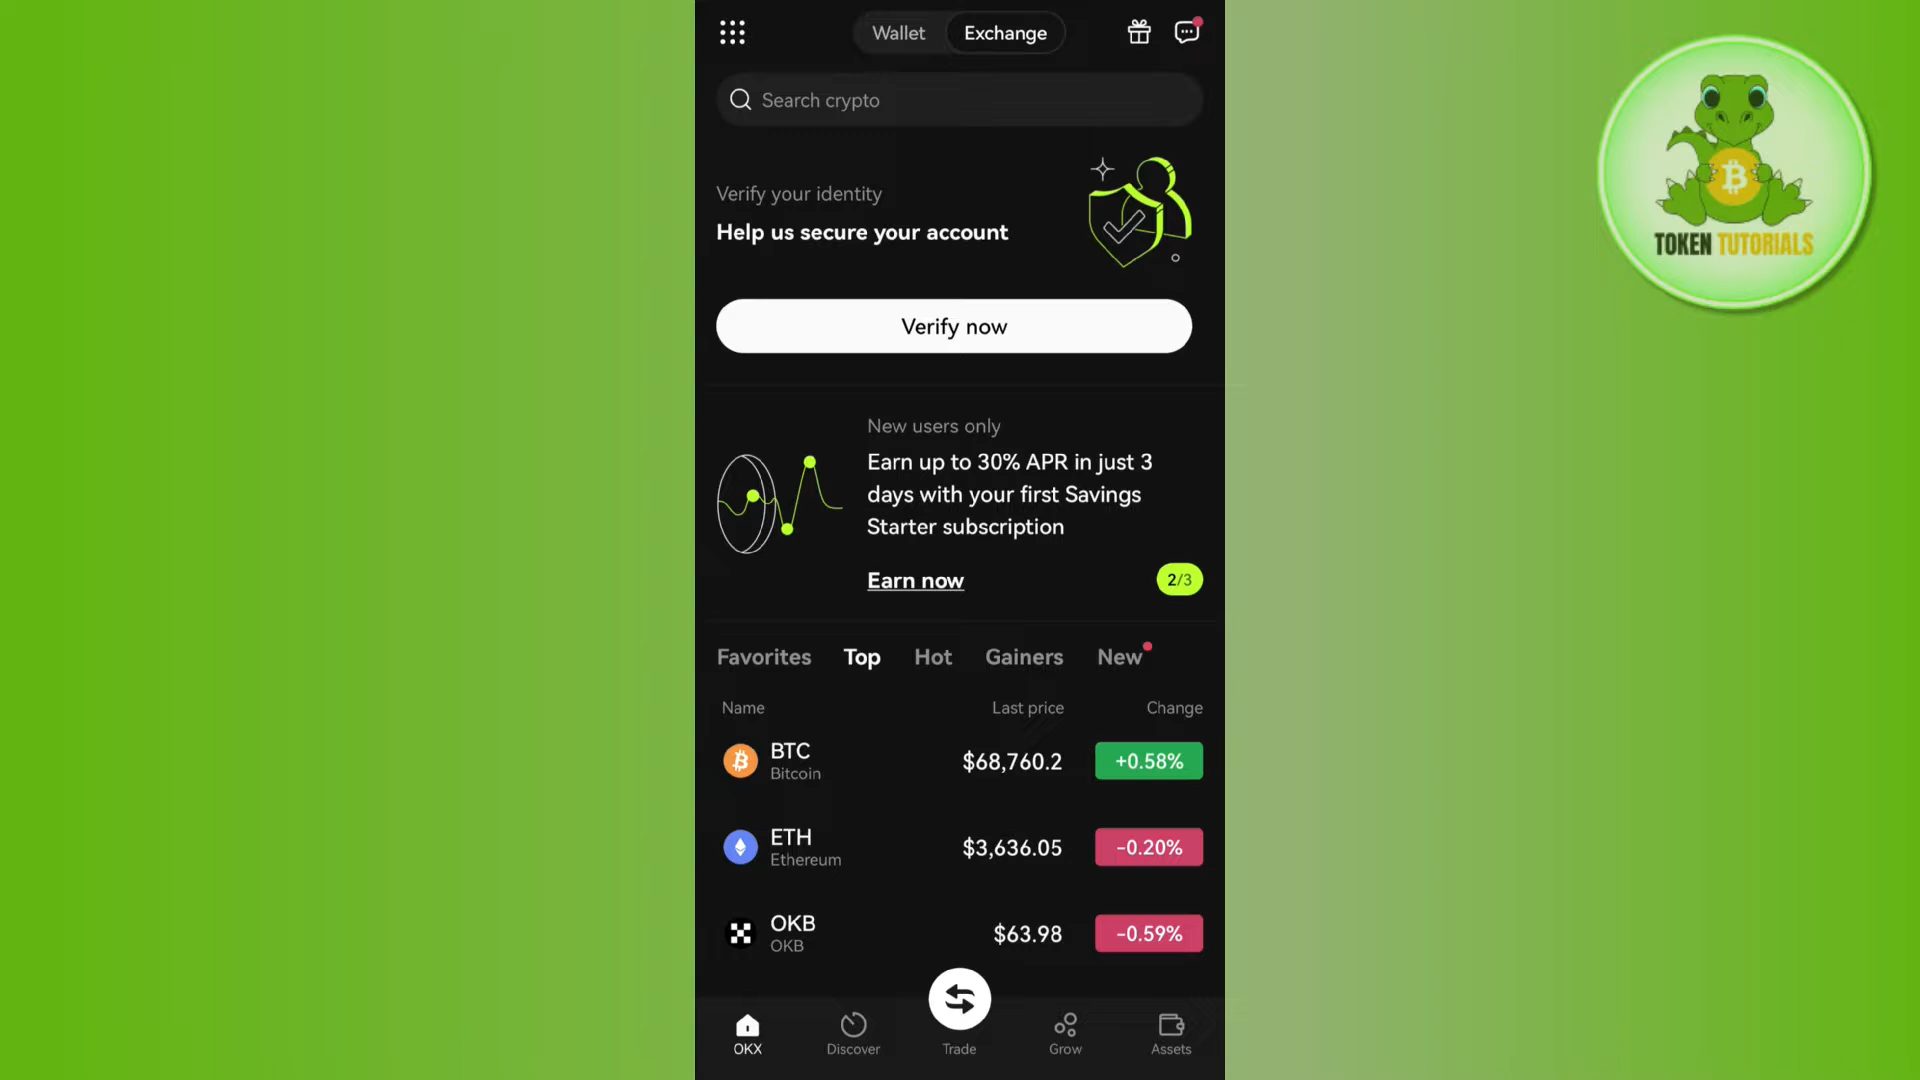 Wallet
Exchange
Search crypto
Verify your identity
Help us secure your account
Verify now
New users only
Earn up to 30% APR in just 3
days with your first Savings
Starter subscription
Earn now
2/3
Favorites
Top
Hot
Gainers
New
Name
Last price
Change
BTC
Bitcoin
$68,760.2
+0.58%
ETH
Ethereum
$3,636.05
-0.20%
OKB
OKB
$63.98
-0.59%
OKX
Discover
Trade
Grow
Assets
TOKEN TUTORIALS